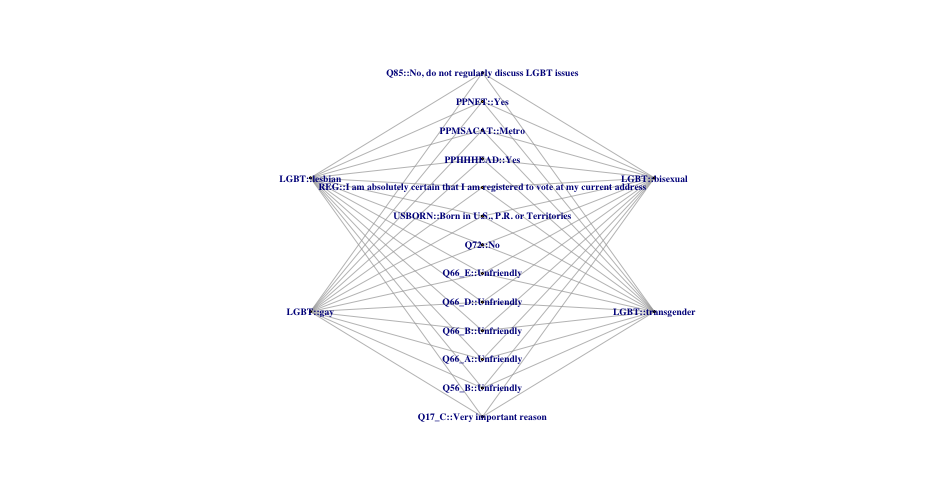 Q85::No, do not regularly discuss LGBT issues
PPNET::Yes
PPMSACAT::Metro
PPHHHEAD::Yes
LGBT::lesbian
LGBT::bisexual
REG::I am absolutely certain that I am registered to vote at my current address
USBORN::Born in U.S., P.R. or Territories
Q72::No
Q66_E::Unfriendly
Q66_D::Unfriendly
LGBT::gay
LGBT::transgender
Q66_B::Unfriendly
Q66_A::Unfriendly
Q56_B::Unfriendly
Q17_C::Very important reason